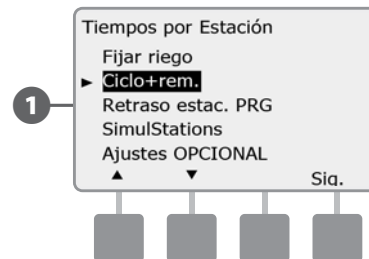 Tiempos por Estación
Fijar riego
► Ciclo+rem.
1
Retraso estac. PRG
SimulStations
Ajustes OPCIONAL
▲ ▼ Sig.